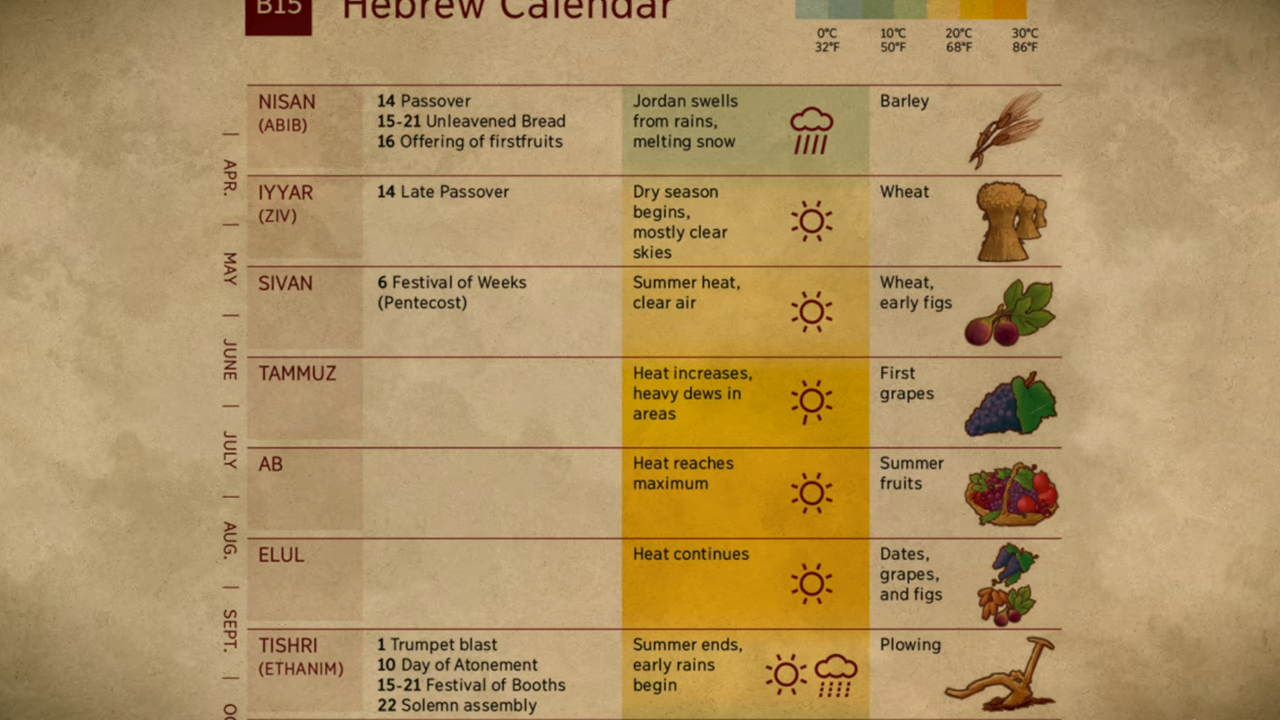 B15 Hebrew Calendar
0°C 10°C 20°C 30°C
32°F 50°F 68°F 86°F
NISAN
(ABIB)
14 Passover
15-21 Unleavened Bread
16 Offering of firstfruits
Jordan swells
from rains,
melting snow
Barley
APR.
IYYAR
(ZIV)
14 Late Passover
Dry season
begins,
mostly clear
skies
Wheat
MAY
SIVAN
6 Festival of Weeks
(Pentecost)
Summer heat,
clear air
Wheat,
early figs
JUNE
TAMMUZ
Heat increases,
heavy dews in
areas
First
grapes
JULY
AB
Heat reaches
maximum
Summer
fruits
AUG.
ELUL
Heat continues
Dates,
grapes,
and figs
SEPT.
TISHRI
(ETHANIM)
1 Trumpet blast
10 Day of Atonement
15-21 Festival of Booths
22 Solemn assembly
Summer ends,
early rains
begin
Plowing